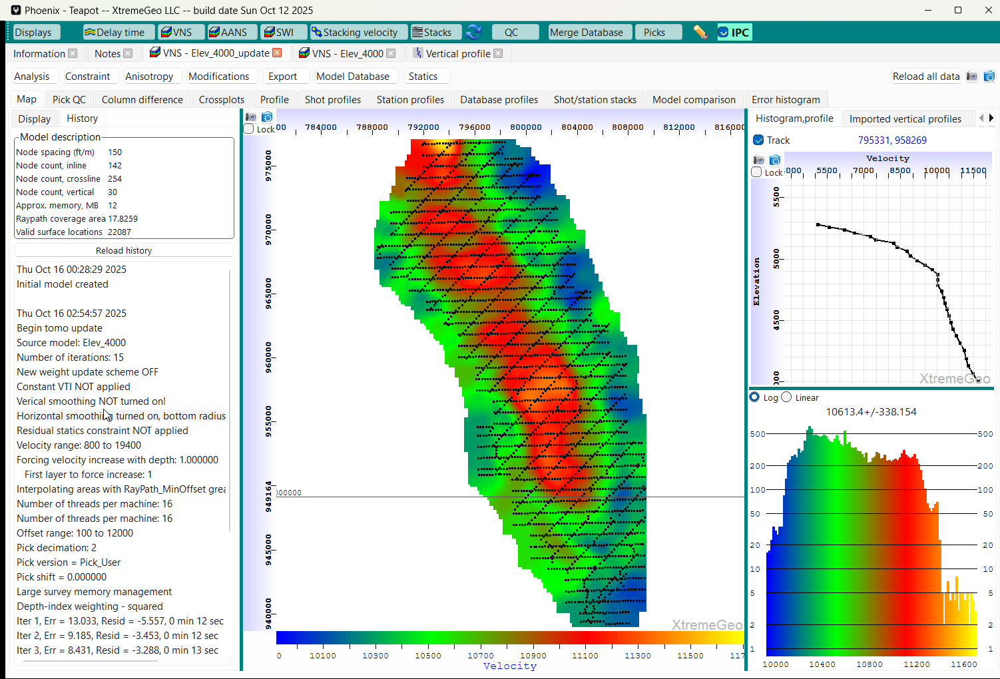 Phoenix - Teapot -- XtremeGeo LLC -- build date Sun Oct 12 2025
Displays Delay time VNS AANS SWI Stacking velocity Stacks QC Merge Database Picks IPC
Information Notes VNS - Elev_4000_update VNS - Elev_4000 Vertical profile
Analysis Constraint Anisotropy Modifications Export Model Database Statics Reload all data
Map Pick QC Column difference Crossplots Profile Shot profiles Station profiles Database profiles Shot/station stacks Model comparison Error histogram
Display History
Model description
Node spacing (ft/m) 150
Node count, inline 142
Node count, crossline 254
Node count, vertical 30
Approx. memory, MB 12
Raypath coverage area 17.8259
Valid surface locations 22087
Reload history
Thu Oct 16 00:28:29 2025
Initial model created
Thu Oct 16 02:54:57 2025
Begin tomo update
Source model: Elev_4000
Number of iterations: 15
New weight update scheme OFF
Constant VTI NOT applied
Verical smoothing NOT turned on!
Horizontal smoothing turned on, bottom radius
Residual statics constraint NOT applied
Velocity range: 800 to 19400
Forcing velocity increase with depth: 1.000000
First layer to force increase: 1
Interpolating areas with RayPath_MinOffset grea
Number of threads per machine: 16
Number of threads per machine: 16
Offset range: 100 to 12000
Pick decimation: 2
Pick version = Pick_User
Pick shift = 0.000000
Large survey memory management
Depth-index weighting - squared
Iter 1, Err = 13.033, Resid = -5.557, 0 min 12 sec
Iter 2, Err = 9.185, Resid = -3.453, 0 min 12 sec
Iter 3, Err = 8.431, Resid = -3.288, 0 min 13 sec
Lock
00 784000 788000 792000 796000 800000 804000 808000 812000 816000
975000
970000
965000
960000
955000
949164
000000
945000
940000
XtremeGeo
0 10100 10300 10500 10700 10900 11100 11300 11500 117
Velocity
Histogram,profile Imported vertical profiles
Track 795331, 958269
Velocity
Lock
000 5500 7000 8500 10000 11500
Elevation
5500
5000
4500
00
XtremeGeo
Log Linear
10613.4+/-338.154
500 500
200 200
100 100
50 50
20 20
10 10
5 5
2 2
1 1
10000 10400 10800 11200 11600